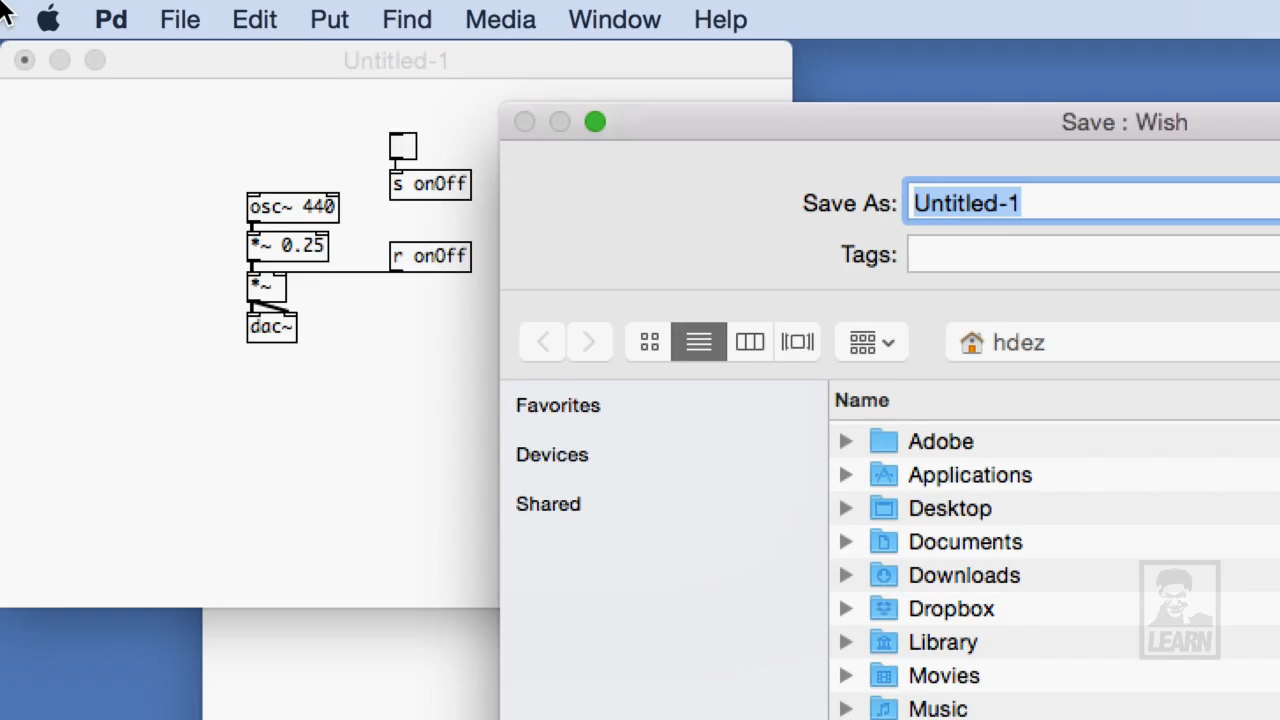 Pd File Edit Put Find Media Window Help
Untitled-1
s onOff
osc~ 440
*~ 0.25
r onOff
*~
dac~
Save : Wish
Save As: Untitled-1
Tags:
hdez
Favorites
Devices
Shared
Name
Adobe
Applications
Desktop
Documents
Downloads
Dropbox
Library
Movies
Music
LEARN